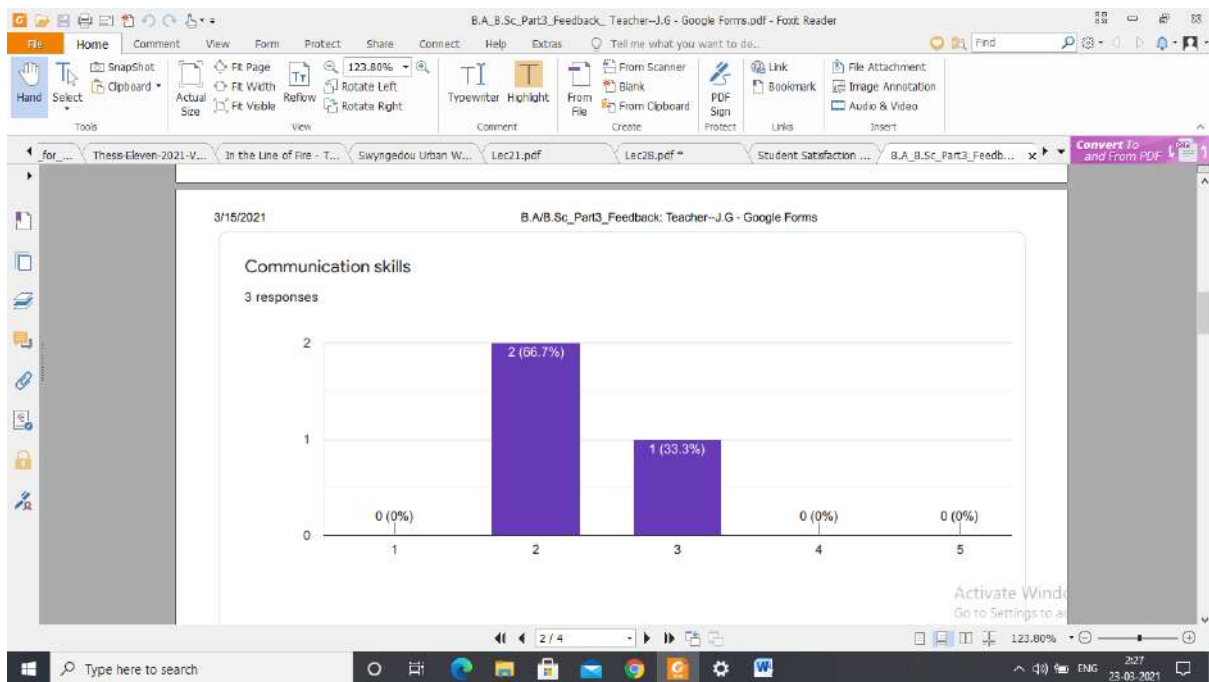 B.A_B.Sc_Part3_Feedback_ Teacher--J.G - Google Forms.pdf - Foxit Reader
File Home Comment View Form Protect Share Connect Help Extras Tell me what you want to do... Find
Hand
Select
SnapShot
Clipboard
Tools
Actual Size
Fit Page
Fit Width
Fit Visible
Reflow
123.80%
Rotate Left
Rotate Right
View
Typewriter
Highlight
Comment
From File
From Scanner
Blank
From Clipboard
Create
PDF Sign
Protect
Link
Bookmark
Links
File Attachment
Image Annotation
Audio & Video
Insert
_for_... Thesis-Eleven-2021-V... In the Line of Fire - T... Swyngedou Urban W... Lec21.pdf Lec28.pdf * Student Satisfaction ... B.A_B.Sc_Part3_Feedb... x
Convert To
and From PDF
3/15/2021 B.A/B.Sc_Part3_Feedback: Teacher--J.G - Google Forms
Communication skills
3 responses
2
2 (66.7%)
1
1 (33.3%)
0 (0%) 0 (0%) 0 (0%)
0
1 2 3 4 5
Activate Wind
Go to Settings to a
2 / 4
123.80%
Type here to search
ENG
2:27
23-03-2021